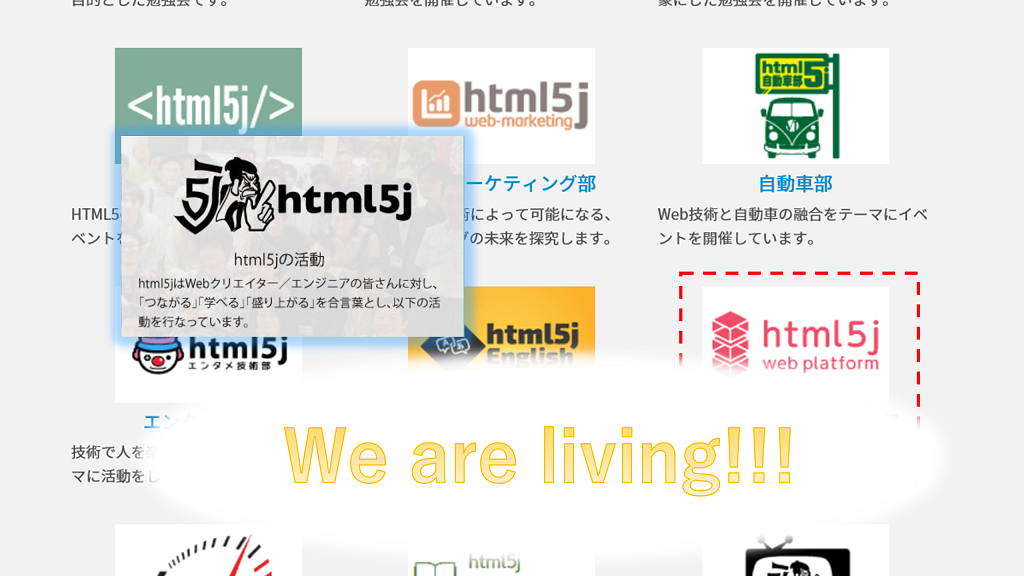 目的とした勉強会です。
勉強会を開催しています。
象にした勉強会を開催しています。
<html5j/>
html5j
web-marketing
html
自動車部
5j
ーケティング部
自動車部
HTML5
ベントを
術によって可能になる、
グの未来を探究します。
Web技術と自動車の融合をテーマにイベ
ントを開催しています。
5J
html5j
html5jの活動
html5jはWebクリエイター／エンジニアの皆さんに対し、
「つながる」「学べる」「盛り上がる」を合言葉とし、以下の活
動を行なっています。
html5j
エンタメ技術部
html5j
English
html5j
web platform
エンタ
技術で人を楽
マに活動をし
We are living!!!
html5j